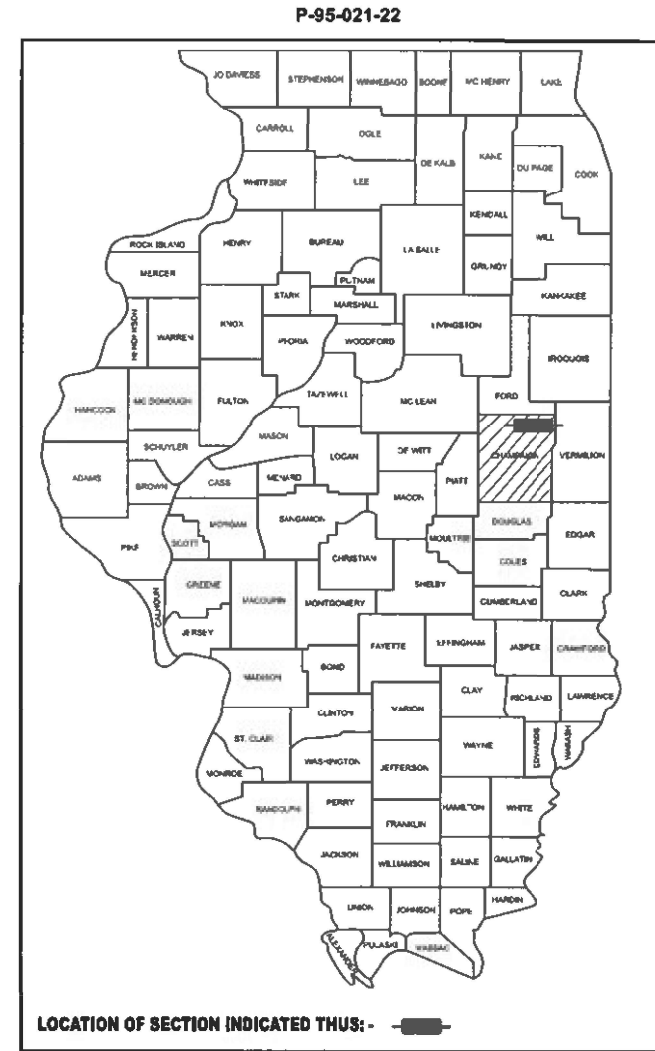 P-95-021-22
JO DAVIESS STEPHENSON WINNEBAGO BOONE MC HENRY LAKE
CARROLL OGLE DE KALB KANE DU PAGE COOK
WHITESIDE LEE
KENDALL WILL
ROCK ISLAND HENRY BUREAU LA SALLE GRUNDY
MERCER PUTNAM KANKAKEE
STARK MARSHALL LIVINGSTON
HENDERSON WARREN KNOX PEORIA WOODFORD IROQUOIS
HANCOCK MC DONOUGH FULTON TAZEWELL MC LEAN FORD
SCHUYLER MASON LOGAN DE WITT CHAMPAIGN VERMILION
ADAMS BROWN CASS MENARD PIATT
MACON
MORGAN SANGAMON DOUGLAS
PIKE SCOTT CHRISTIAN MOULTRIE COLES EDGAR
GREENE MACOUPIN MONTGOMERY SHELBY CUMBERLAND CLARK
CALHOUN JERSEY FAYETTE EFFINGHAM JASPER CRAWFORD
MADISON BOND CLAY RICHLAND LAWRENCE
CLINTON MARION
ST. CLAIR WAYNE EDWARDS WABASH
MONROE WASHINGTON JEFFERSON
RANDOLPH PERRY HAMILTON WHITE
FRANKLIN
JACKSON WILLIAMSON SALINE GALLATIN
UNION JOHNSON POPE HARDIN
ALEXANDER PULASKI MASSAC
LOCATION OF SECTION INDICATED THUS: -